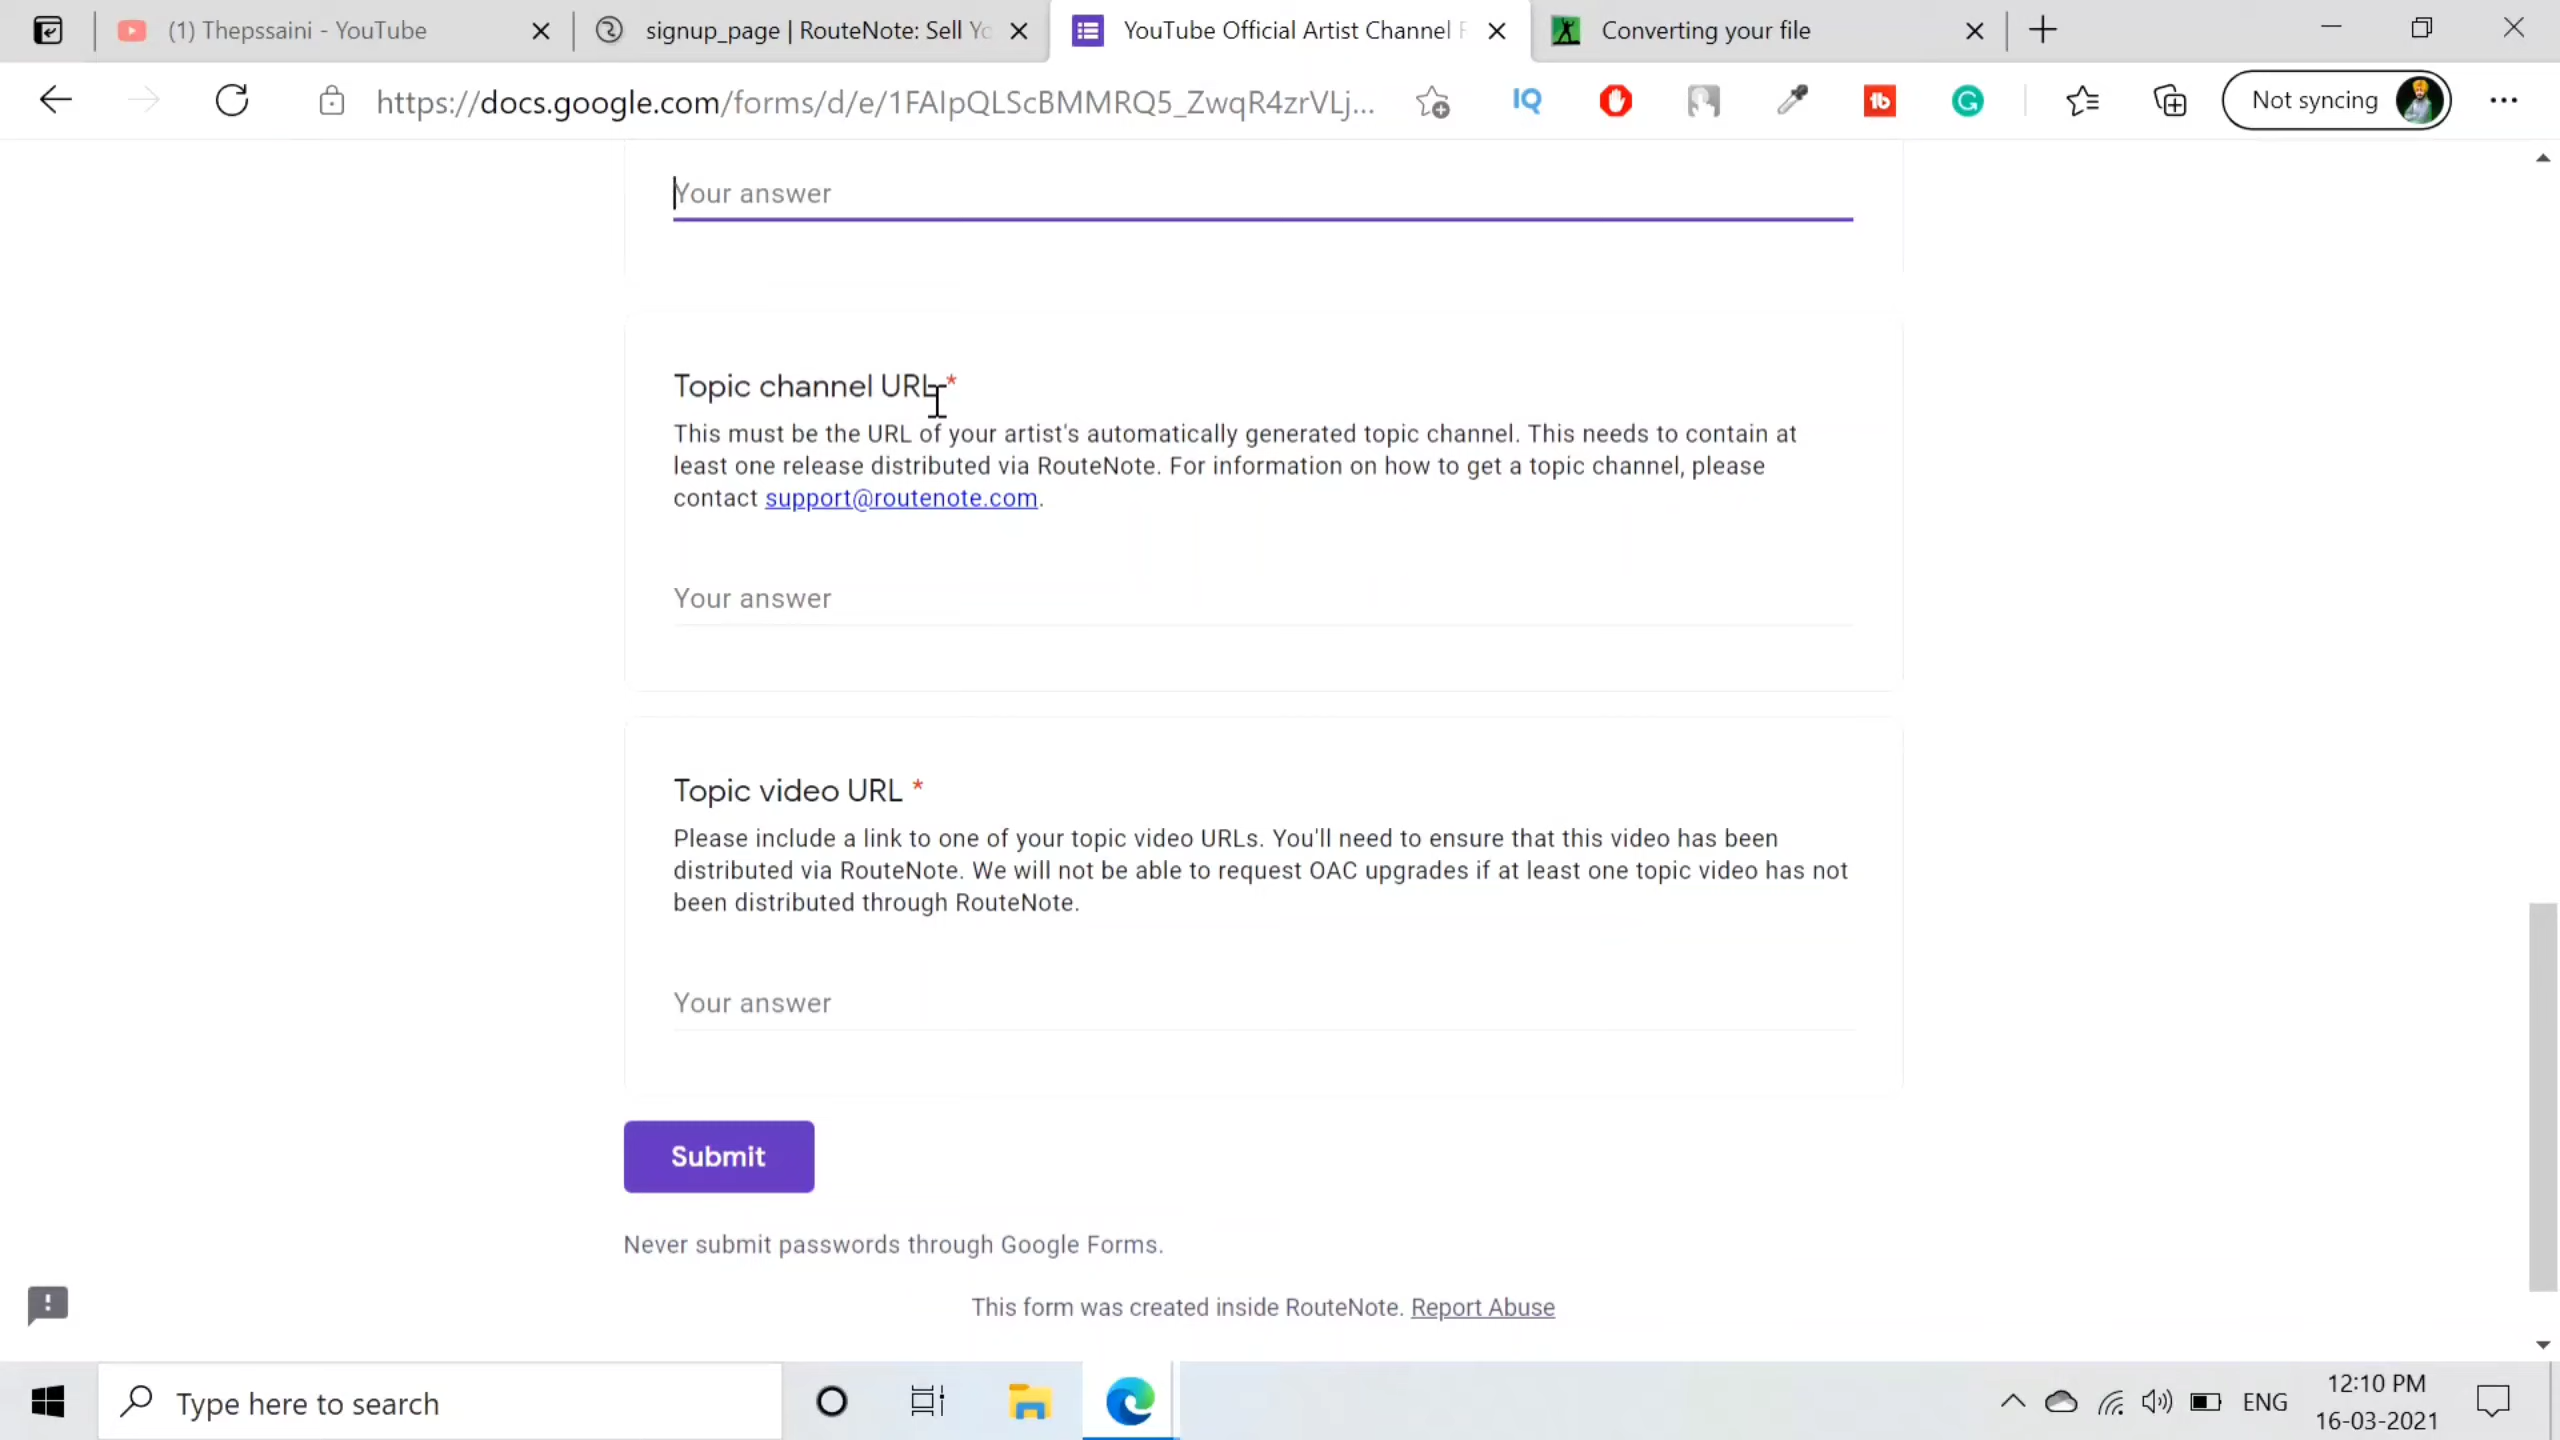 (1) Thepssaini - YouTube
signup_page | RouteNote: Sell Yo
YouTube Official Artist Channel R
Converting your file
https://docs.google.com/forms/d/e/1FAIpQLScBMMRQ5_ZwqR4zrVLj...
IQ
tb
G
Not syncing
Your answer
Topic channel URL *
This must be the URL of your artist's automatically generated topic channel. This needs to contain at
least one release distributed via RouteNote. For information on how to get a topic channel, please
contact support@routenote.com.
Your answer
Topic video URL *
Please include a link to one of your topic video URLs. You'll need to ensure that this video has been
distributed via RouteNote. We will not be able to request OAC upgrades if at least one topic video has not
been distributed through RouteNote.
Your answer
Submit
Never submit passwords through Google Forms.
This form was created inside RouteNote. Report Abuse
Type here to search
ENG
12:10 PM
16-03-2021